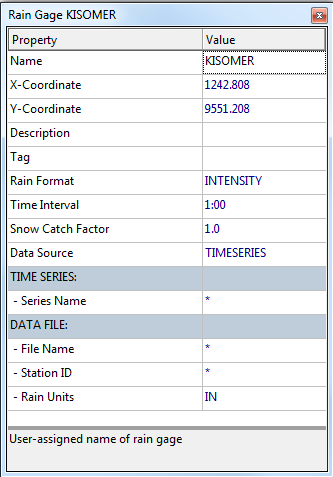 Rain Gage KISOMER
Property Value
Name KISOMER
X-Coordinate 1242.808
Y-Coordinate 9551.208
Description
Tag
Rain Format INTENSITY
Time Interval 1:00
Snow Catch Factor 1.0
Data Source TIMESERIES
TIME SERIES:
- Series Name *
DATA FILE:
- File Name *
- Station ID *
- Rain Units IN
User-assigned name of rain gage